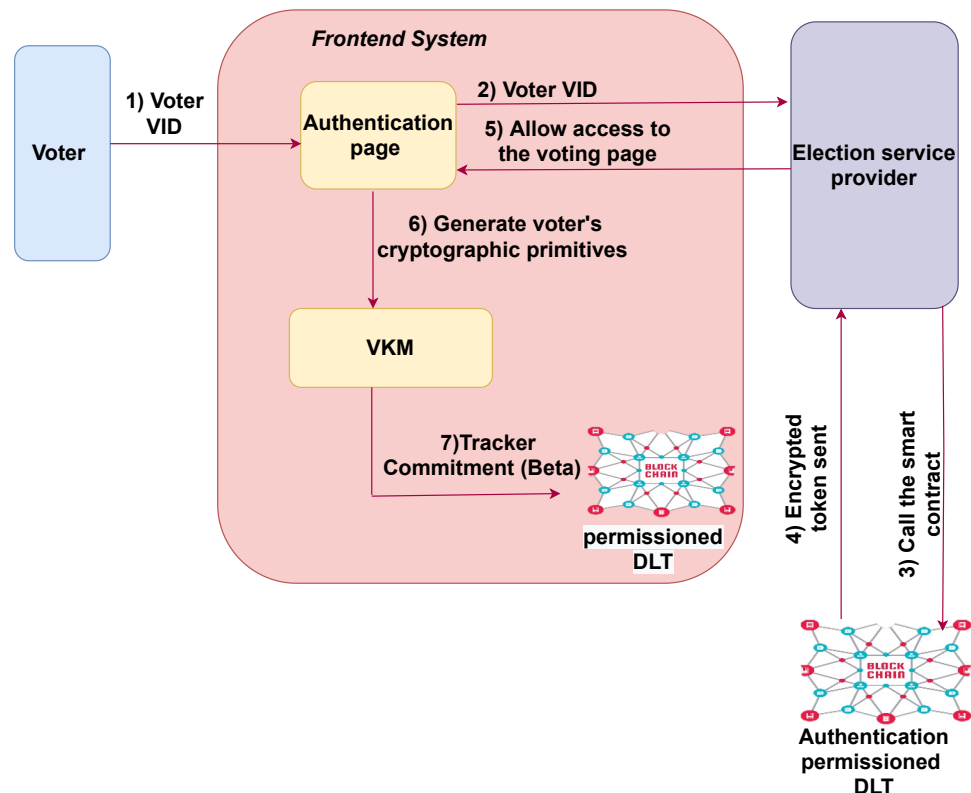 Frontend System
1) Voter
VID
2) Voter VID
Voter
Authentication
page
5) Allow access to
the voting page
Election service
provider
6) Generate voter's
cryptographic primitives
VKM
7)Tracker
Commitment (Beta)
BLOCK
CHAIN
permissioned
DLT
4) Encrypted
token sent
3) Call the smart
contract
BLOCK
CHAIN
Authentication
permissioned
DLT